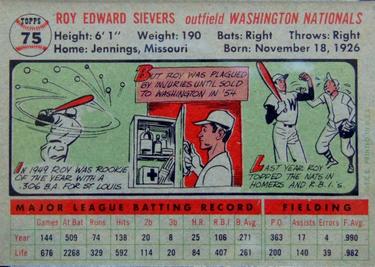 TOPPS
75
ROY EDWARD SIEVERS outfield WASHINGTON NATIONALS
Height: 6' 1" Weight: 190 Bats: Right Throws: Right
Home: Jennings, Missouri Born: November 18, 1926
BUT ROY WAS PLAGUED
BY INJURIES UNTIL SOLD
TO WASHINGTON IN '54
IN 1949 ROY WAS ROOKIE
OF THE YEAR WITH A
.306 B.A. FOR ST LOUIS
LAST YEAR ROY
TOPPED THE NATS IN
HOMERS AND R.B.I.'S.
MAJOR LEAGUE BATTING RECORD FIELDING
Games At Bat Runs Hits 2b 3b H.R. R.B.I. B.Avg. P.O. Assists Errors F.Avg.
Year 144 509 74 138 20 8 25 106 .271 363 17 4 .990
Life 676 2268 329 592 114 14 84 407 .261 200 140 39 .982